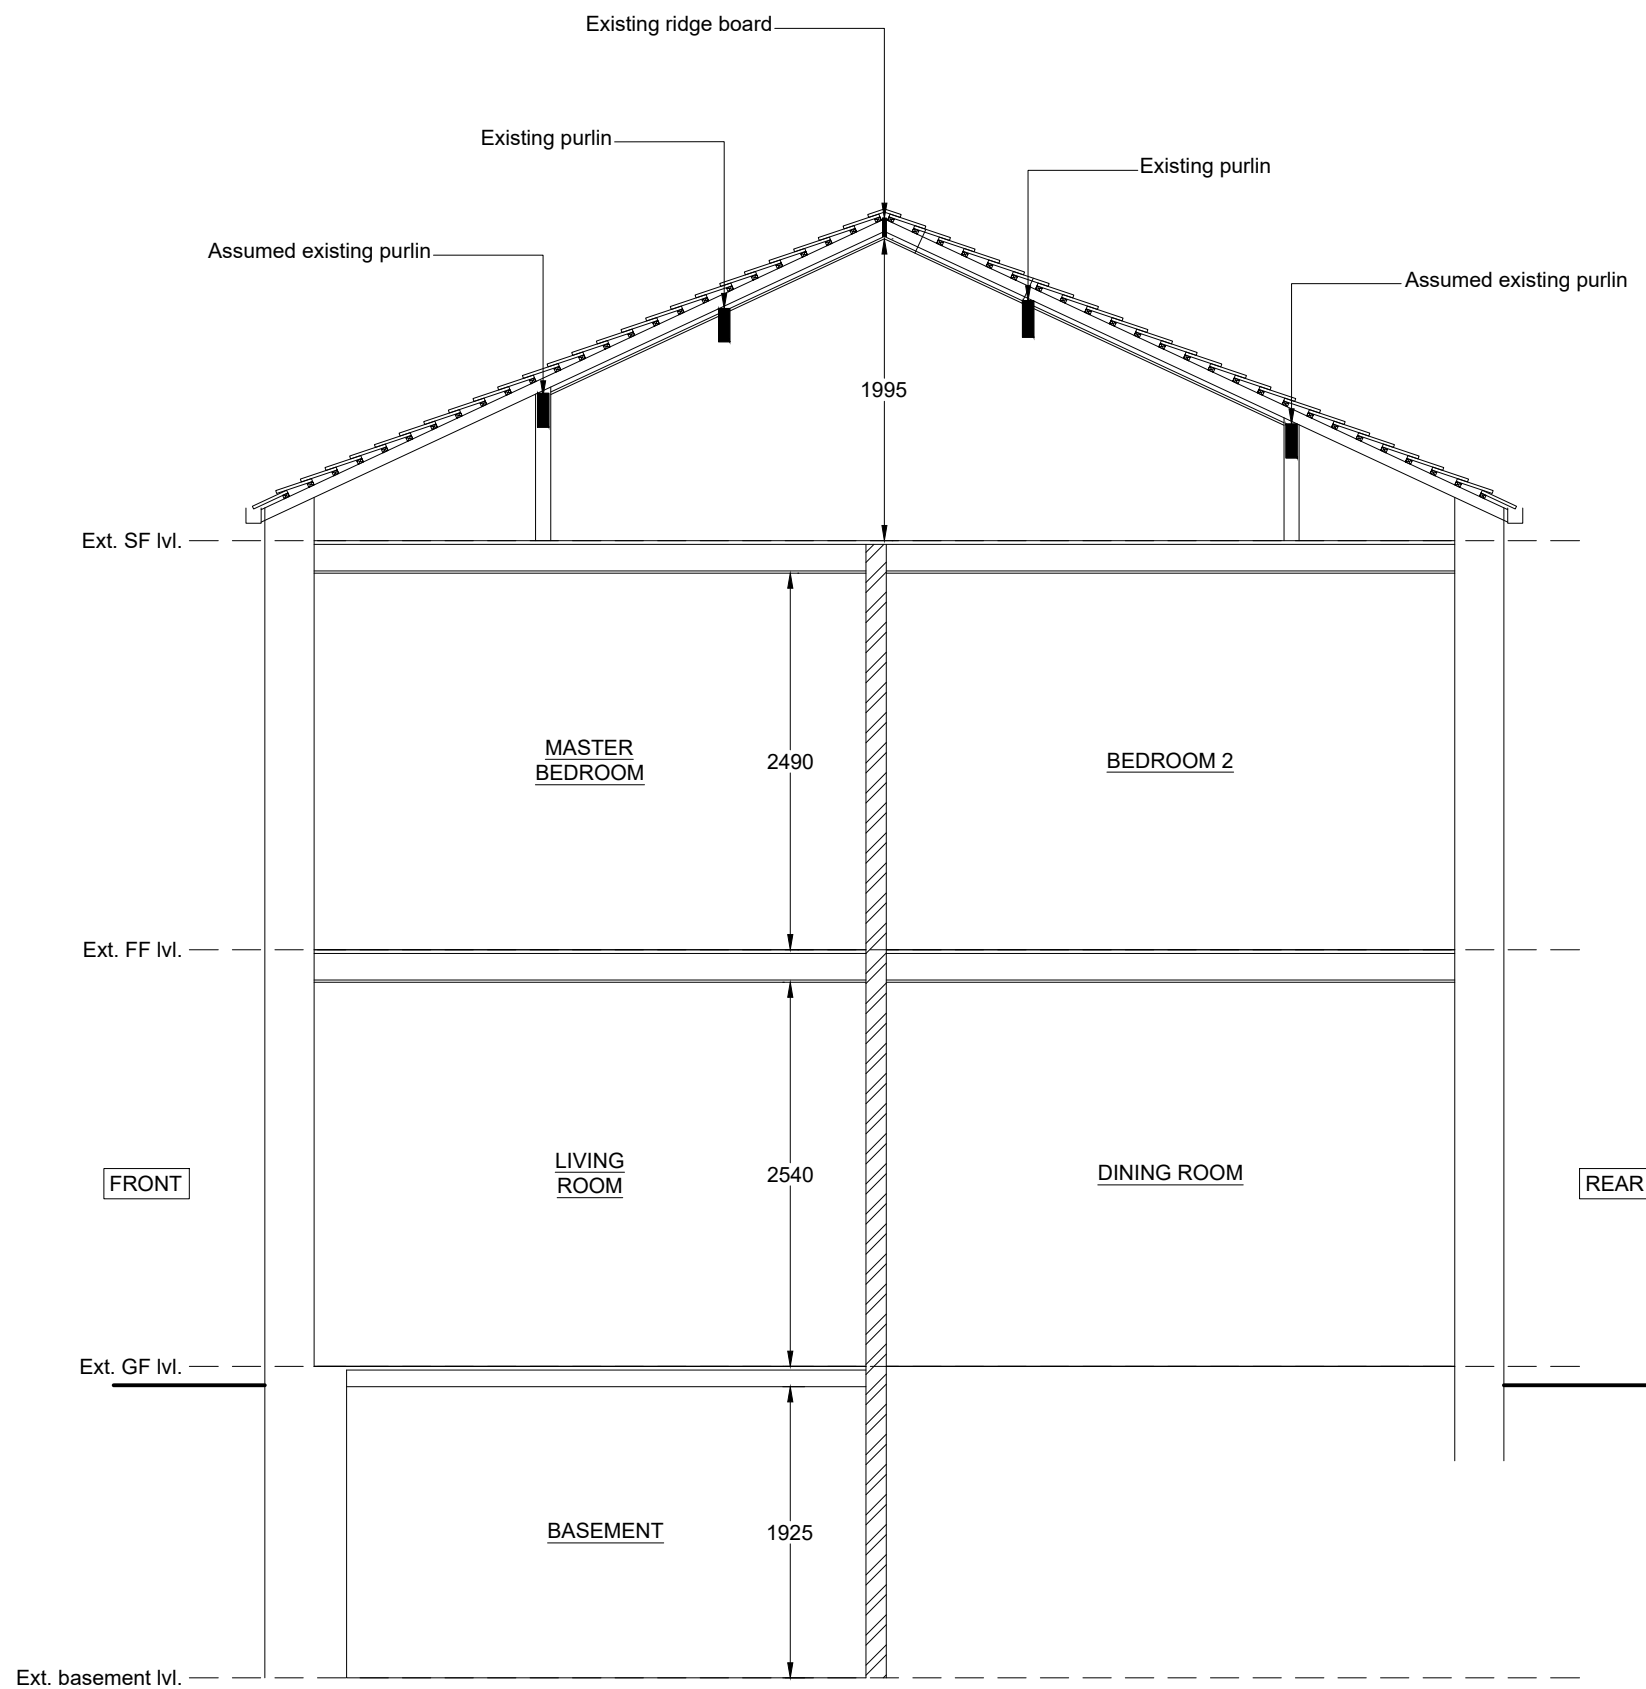 Existing ridge board
Existing purlin
Existing purlin
Assumed existing purlin
Assumed existing purlin
1995
Ext. SF lvl.
MASTER
BEDROOM
2490
BEDROOM 2
Ext. FF lvl.
LIVING
ROOM
2540
DINING ROOM
FRONT
REAR
Ext. GF lvl.
BASEMENT
1925
Ext. basement lvl.